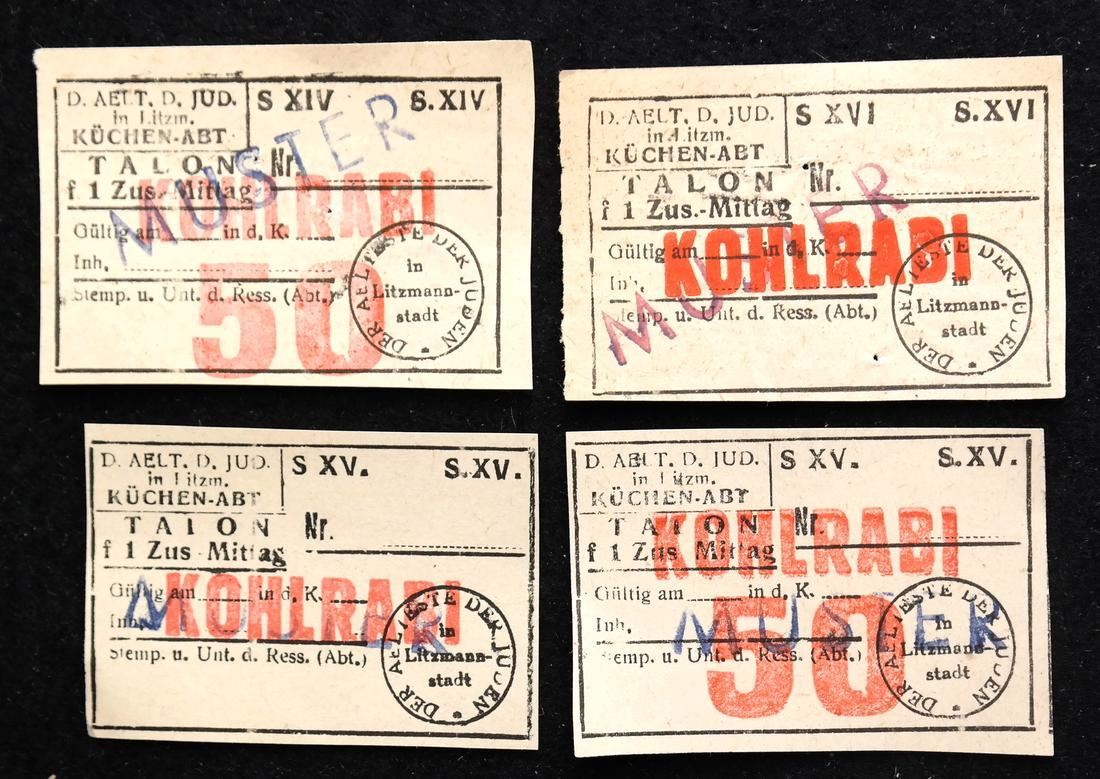 D. AELT. D. JUD.
in Litzm.
KÜCHEN-ABT
S XIV S. XIV
TALON Nr.
f 1 Zus.-Mittag
MUSTER
KOHLRABI
Gültig am in d. K.
Inh.
50
Stemp. u. Unt. d. Ress. (Abt.)
DER AELTESTE DER JUDEN
in
Litzmann-
stadt
D. AELT. D. JUD.
in Litzm.
KÜCHEN-ABT
S XVI S.XVI
TALON Nr.
f 1 Zus.-Mittag
MUSTER
Gültig am in d. K.
KOHLRABI
Inh.
Stemp. u. Unt. d. Ress. (Abt.)
DER AELTESTE DER JUDEN
in
Litzmann-
stadt
D. AELT. D. JUD.
in Litzm.
KÜCHEN-ABT
S XV. S.XV.
TALON Nr.
f 1 Zus-Mittag
Gültig am in d. K.
KOHLRABI
MUSTER
Inh.
Stemp. u. Unt. d. Ress. (Abt.)
DER AELTESTE DER JUDEN
in
Litzmann-
stadt
D. AELT. D. JUD.
in Litzm.
KÜCHEN-ABT
S XV. S.XV.
TALON Nr.
KOHLRABI
f 1 Zus Mittag
Gültig am in d. K.
Inh.
MUSTER
50
Stemp. u. Unt. d. Ress. (Abt.)
DER AELTESTE DER JUDEN
in
Litzmann-
stadt